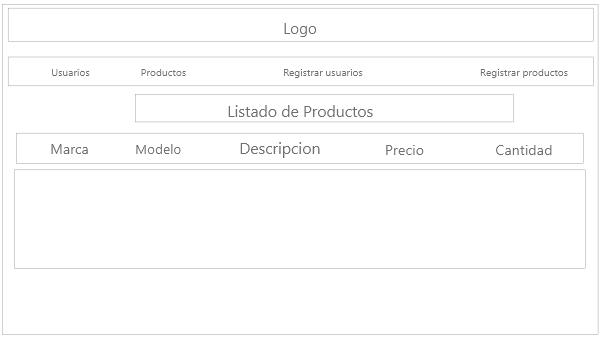 Logo
Usuarios Productos Registrar usuarios Registrar productos
Listado de Productos
Marca Modelo Descripcion Precio Cantidad